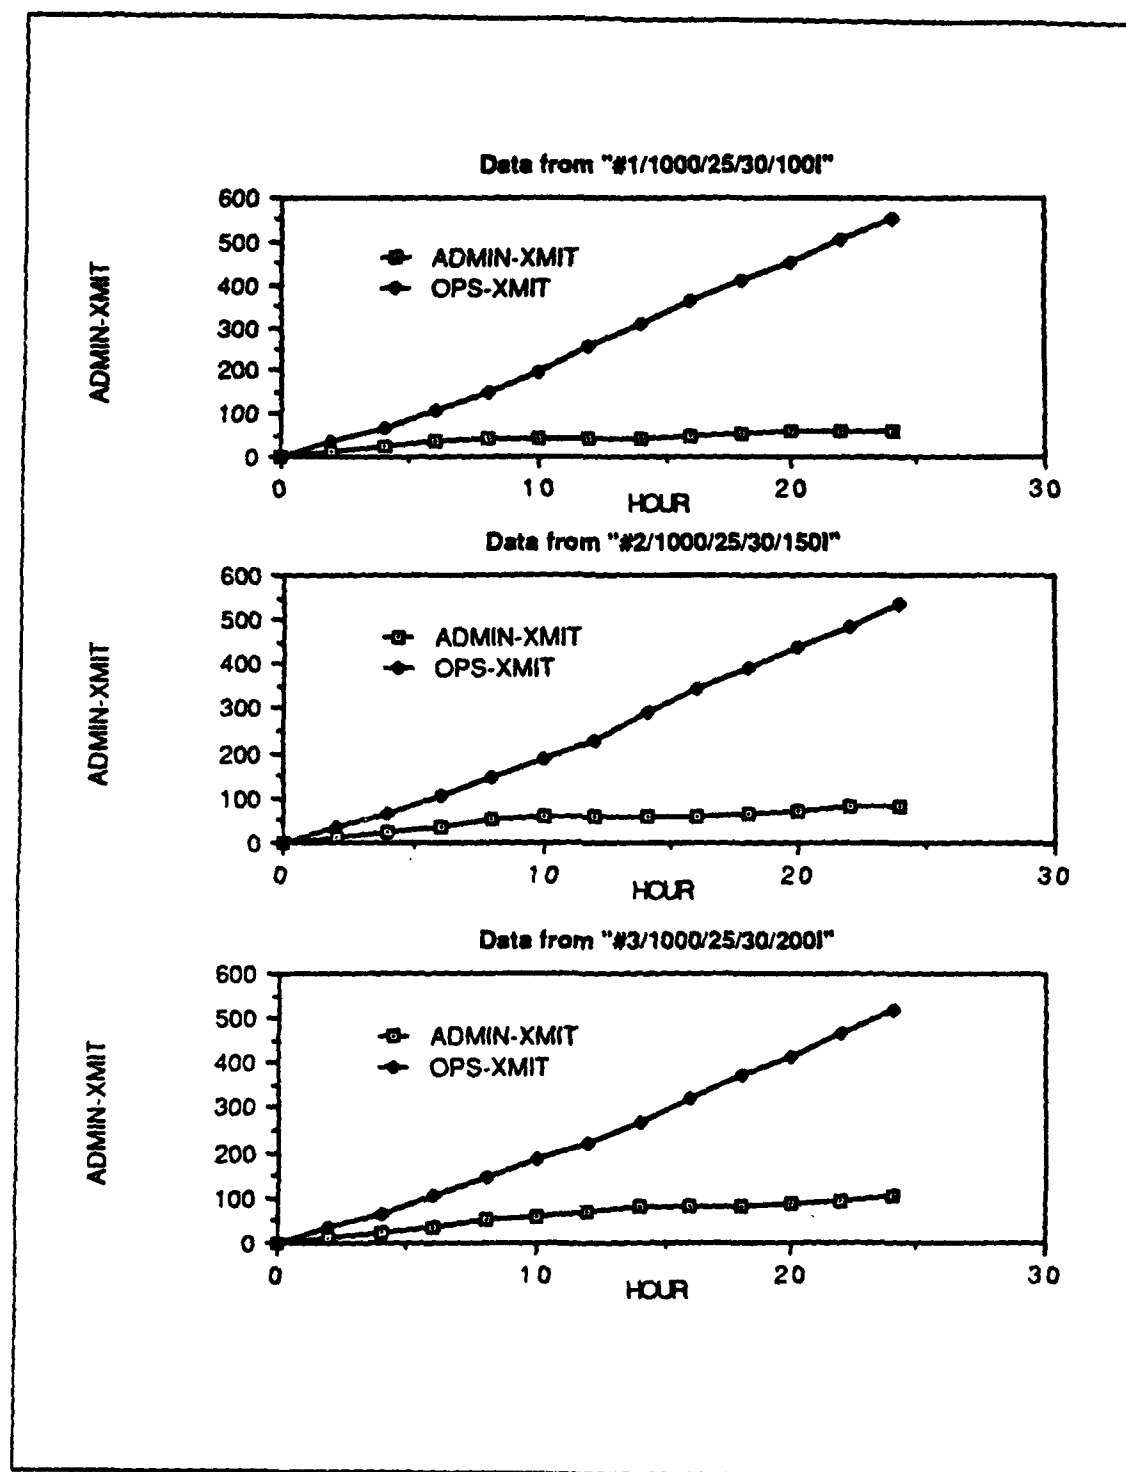 Data from "#1/1000/25/30/100l"
ADMIN-XMIT
600
500
400
300
200
100
0
ADMIN-XMIT
OPS-XMIT
0 10 20 30
HOUR
Data from "#2/1000/25/30/150l"
ADMIN-XMIT
600
500
400
300
200
100
0
ADMIN-XMIT
OPS-XMIT
0 10 20 30
HOUR
Data from "#3/1000/25/30/200l"
ADMIN-XMIT
600
500
400
300
200
100
0
ADMIN-XMIT
OPS-XMIT
0 10 20 30
HOUR